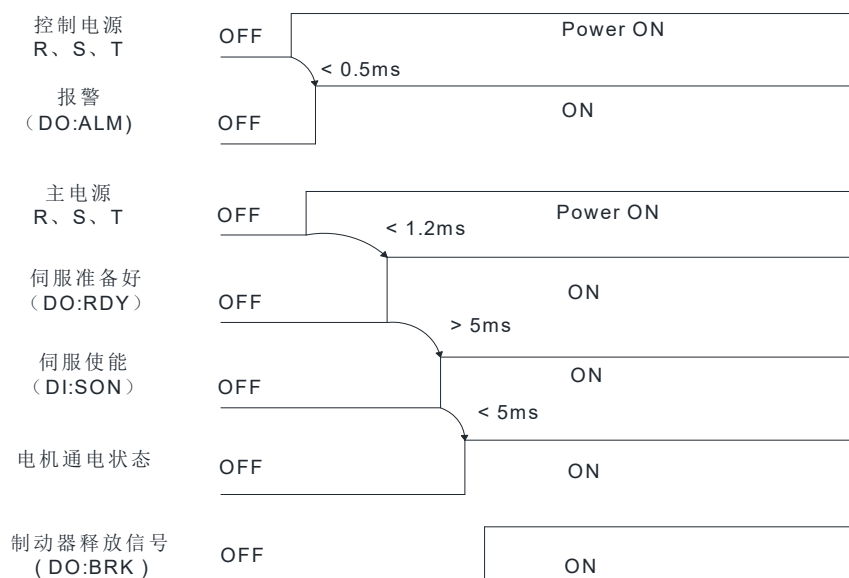 控制电源
R、S、T
OFF
Power ON
< 0.5ms
报警
（DO:ALM)
OFF
ON
主电源
R、S、T
OFF
Power ON
< 1.2ms
伺服准备好
（DO:RDY）
OFF
ON
> 5ms
伺服使能
（DI:SON）
OFF
ON
< 5ms
电机通电状态
OFF
ON
制动器释放信号
( DO:BRK )
OFF
ON